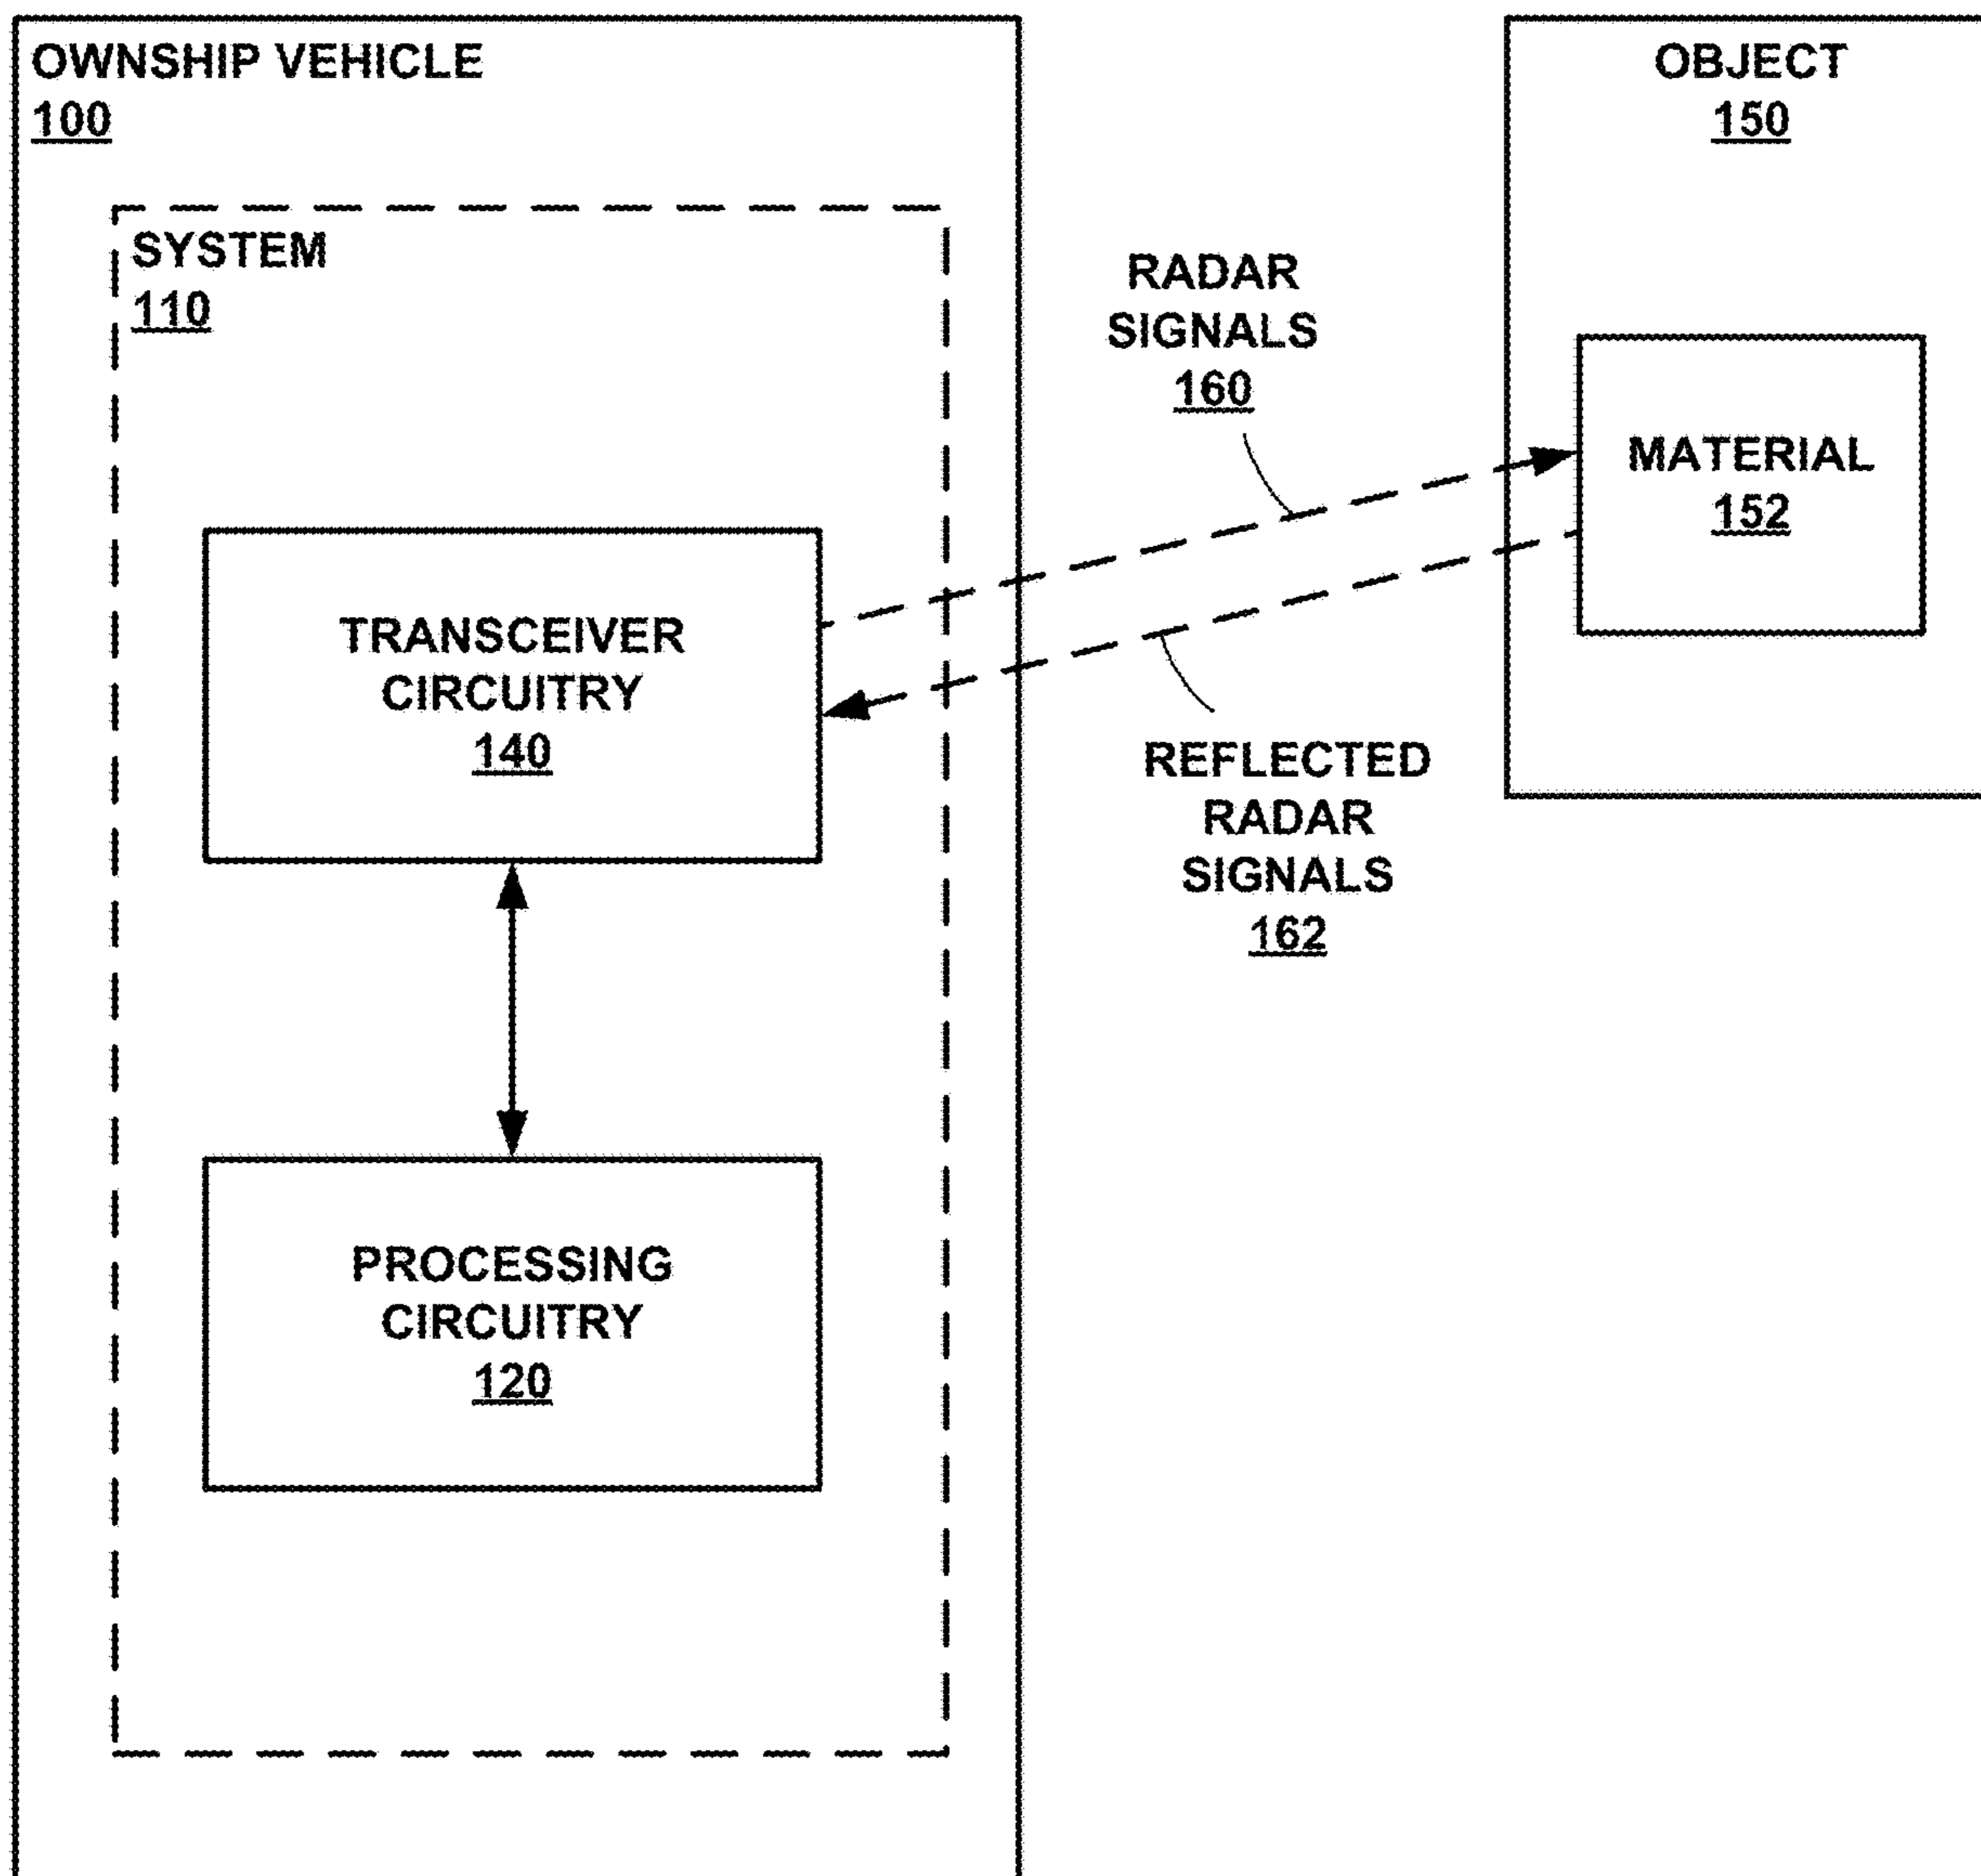 OWNSHIP VEHICLE
100
SYSTEM
110
TRANSCEIVER
CIRCUITRY
140
PROCESSING
CIRCUITRY
120
RADAR
SIGNALS
160
REFLECTED
RADAR
SIGNALS
162
OBJECT
150
MATERIAL
152